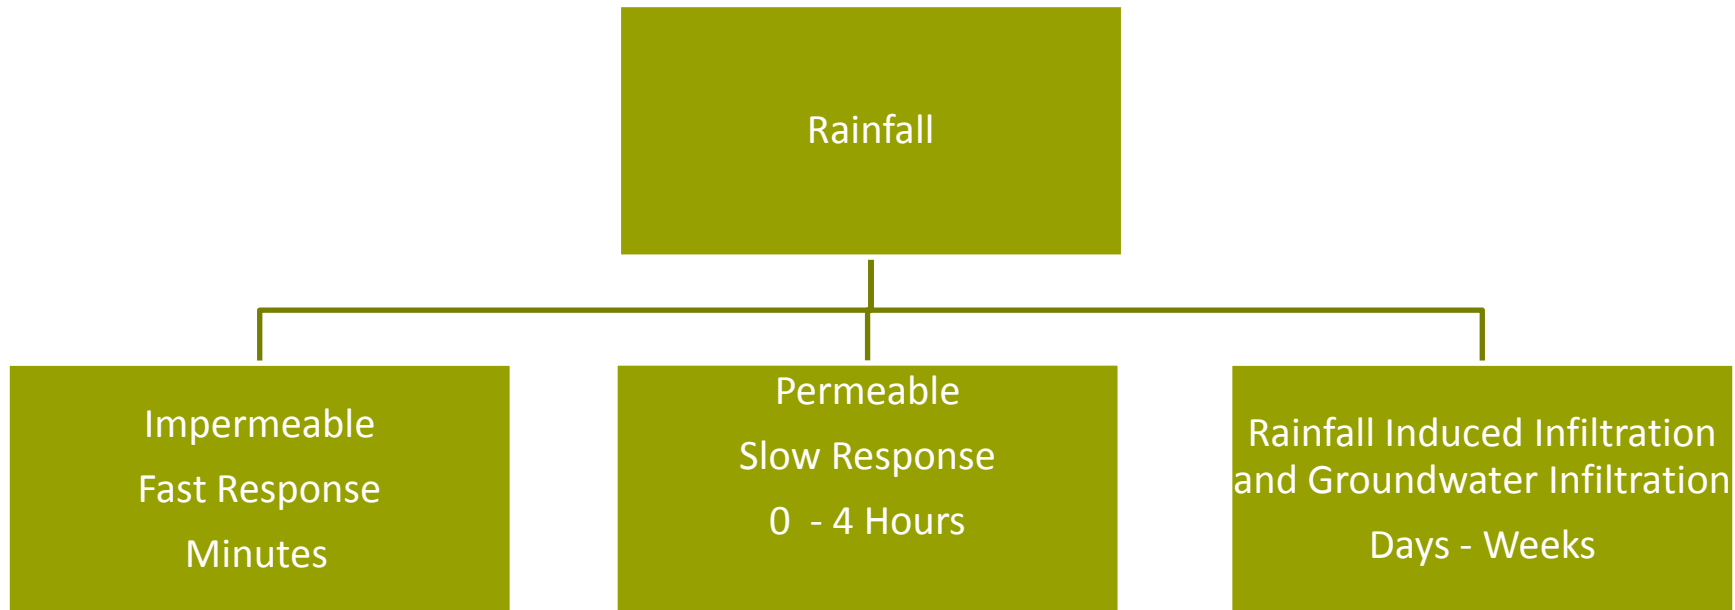 Rainfall
Impermeable
Fast Response
Minutes
Permeable
Slow Response
0  - 4 Hours
Rainfall Induced Infiltration
and Groundwater Infiltration
Days - Weeks